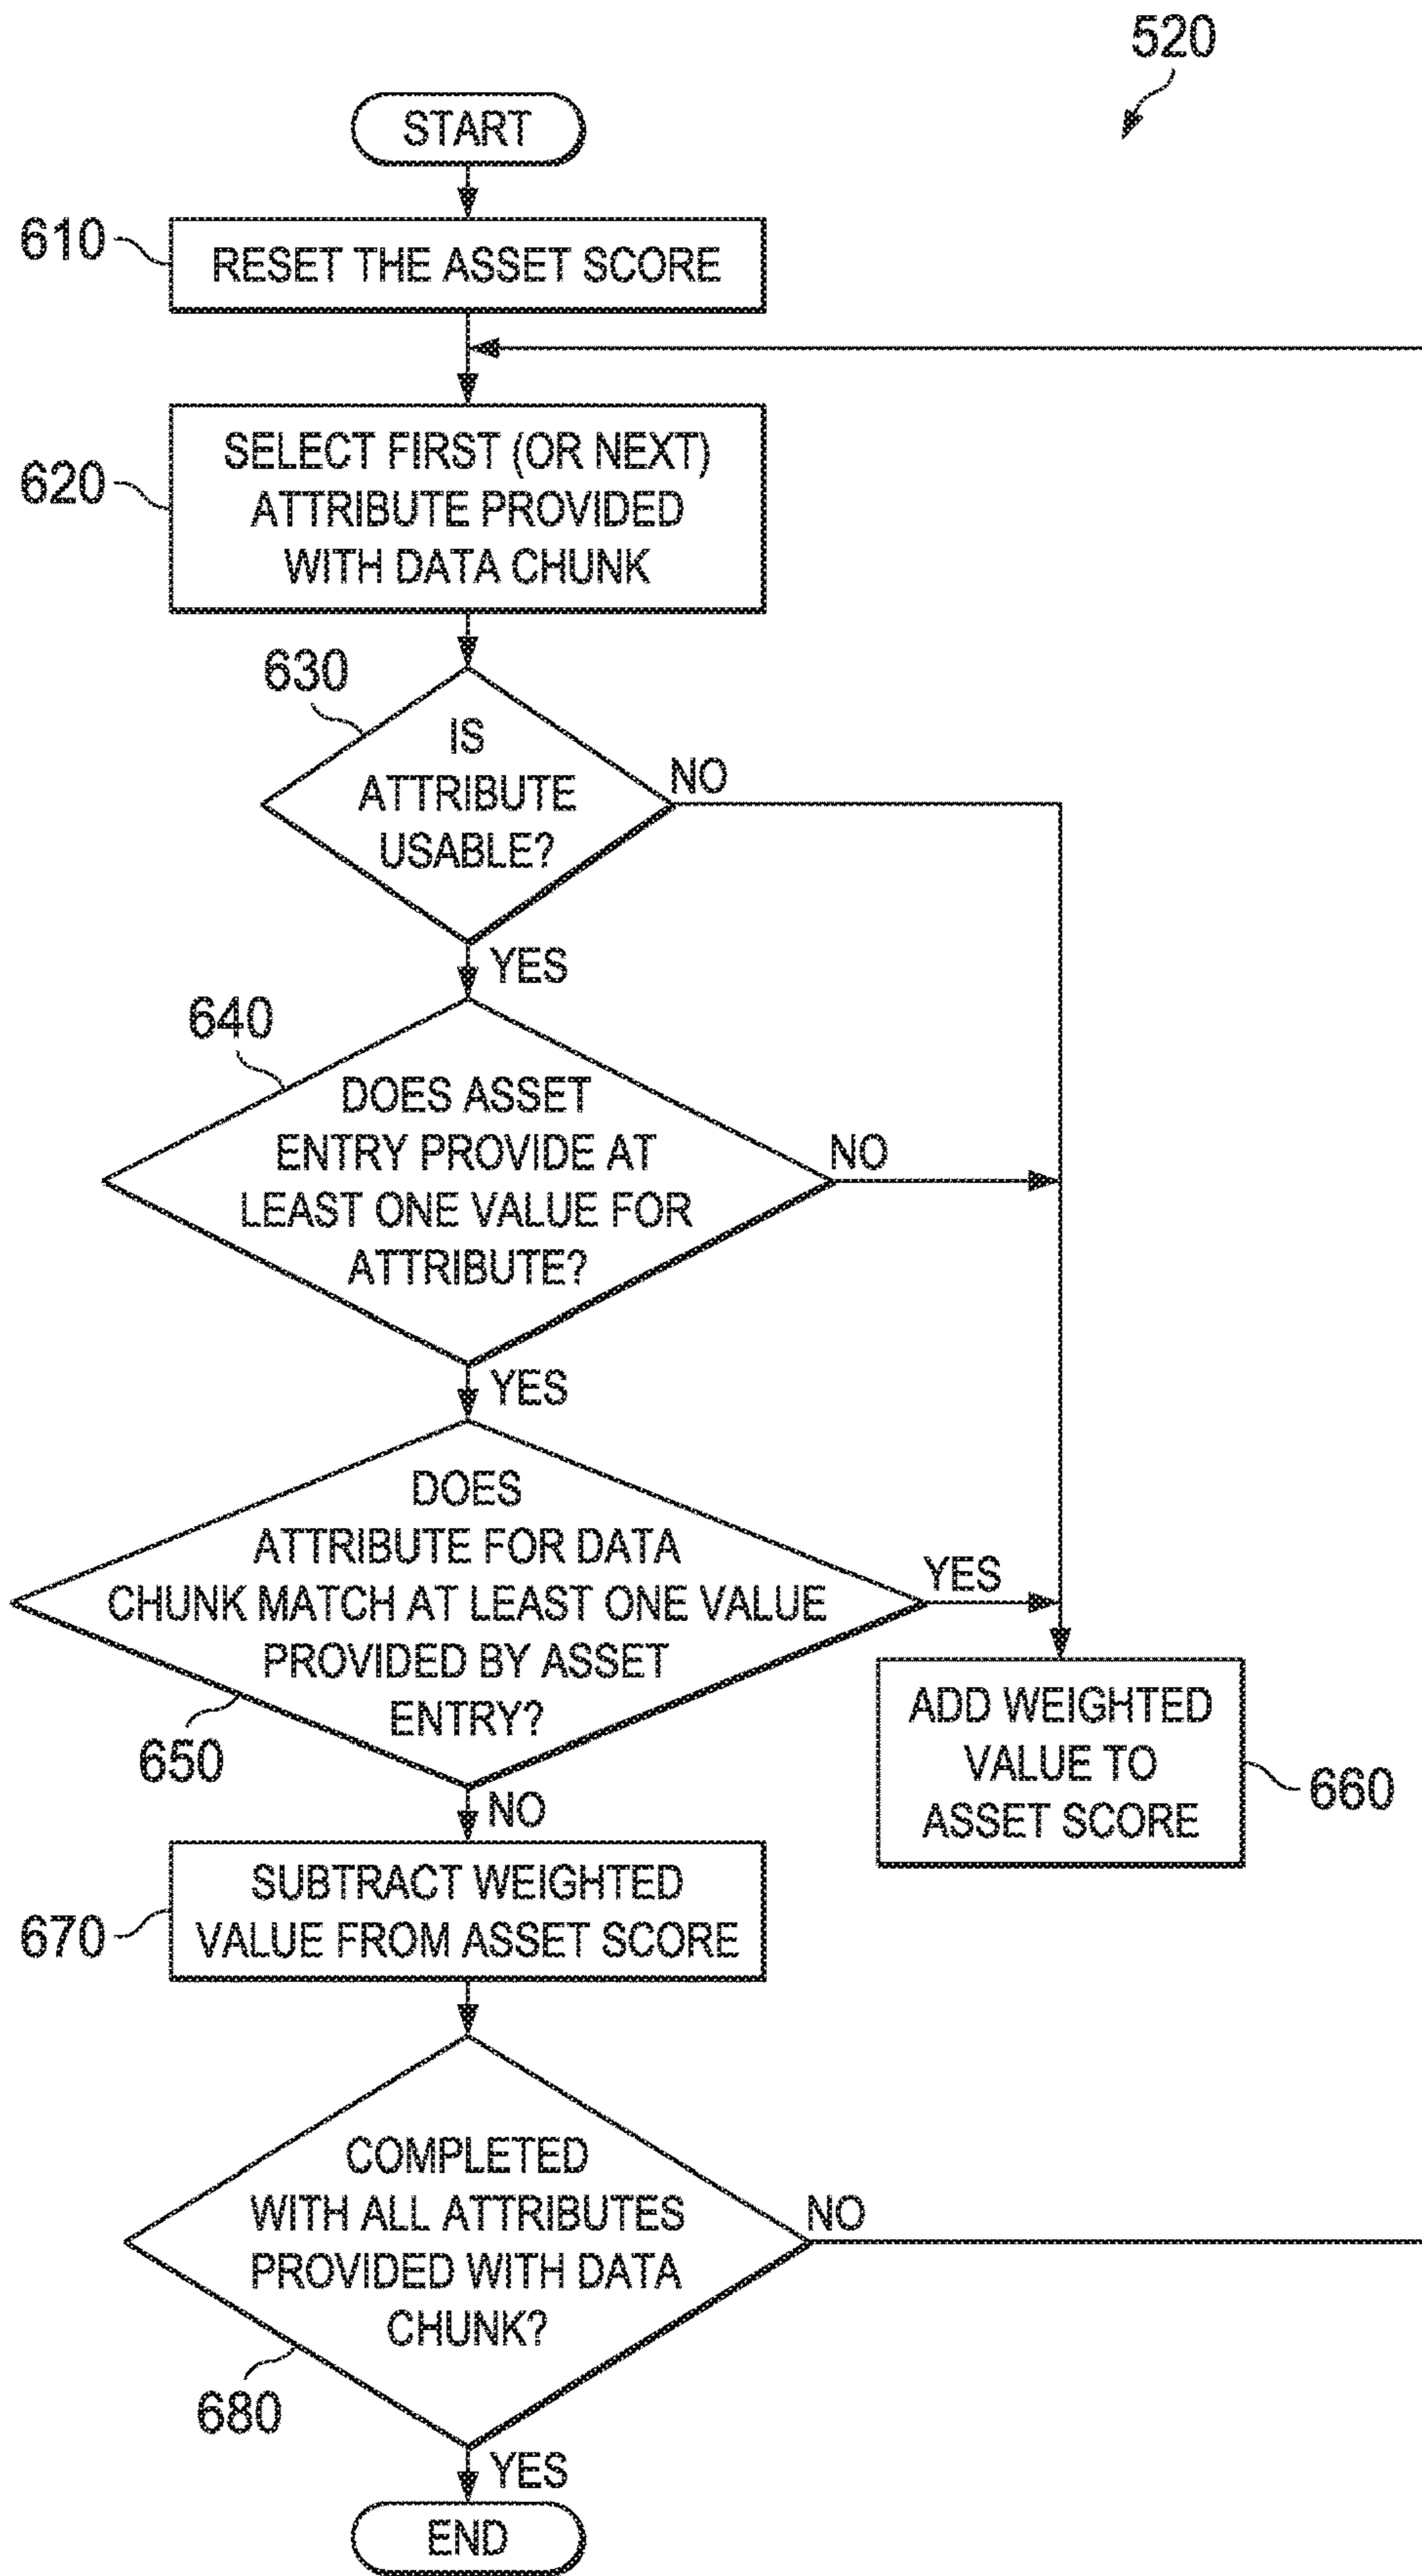 520
START
610
RESET THE ASSET SCORE
620
SELECT FIRST (OR NEXT)
ATTRIBUTE PROVIDED
WITH DATA CHUNK
630
IS
ATTRIBUTE
USABLE?
NO
YES
640
DOES ASSET
ENTRY PROVIDE AT
LEAST ONE VALUE FOR
ATTRIBUTE?
NO
YES
DOES
ATTRIBUTE FOR DATA
CHUNK MATCH AT LEAST ONE VALUE
PROVIDED BY ASSET
ENTRY?
650
YES
NO
ADD WEIGHTED
VALUE TO
ASSET SCORE
660
670
SUBTRACT WEIGHTED
VALUE FROM ASSET SCORE
COMPLETED
WITH ALL ATTRIBUTES
PROVIDED WITH DATA
CHUNK?
680
NO
YES
END